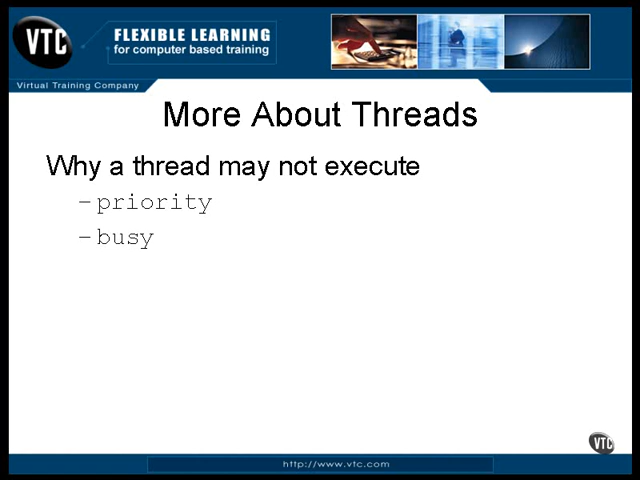 VTC
FLEXIBLE LEARNING
for computer based training
Virtual Training Company
More About Threads
Why a thread may not execute
– priority
– busy
VTC
http://www.vtc.com